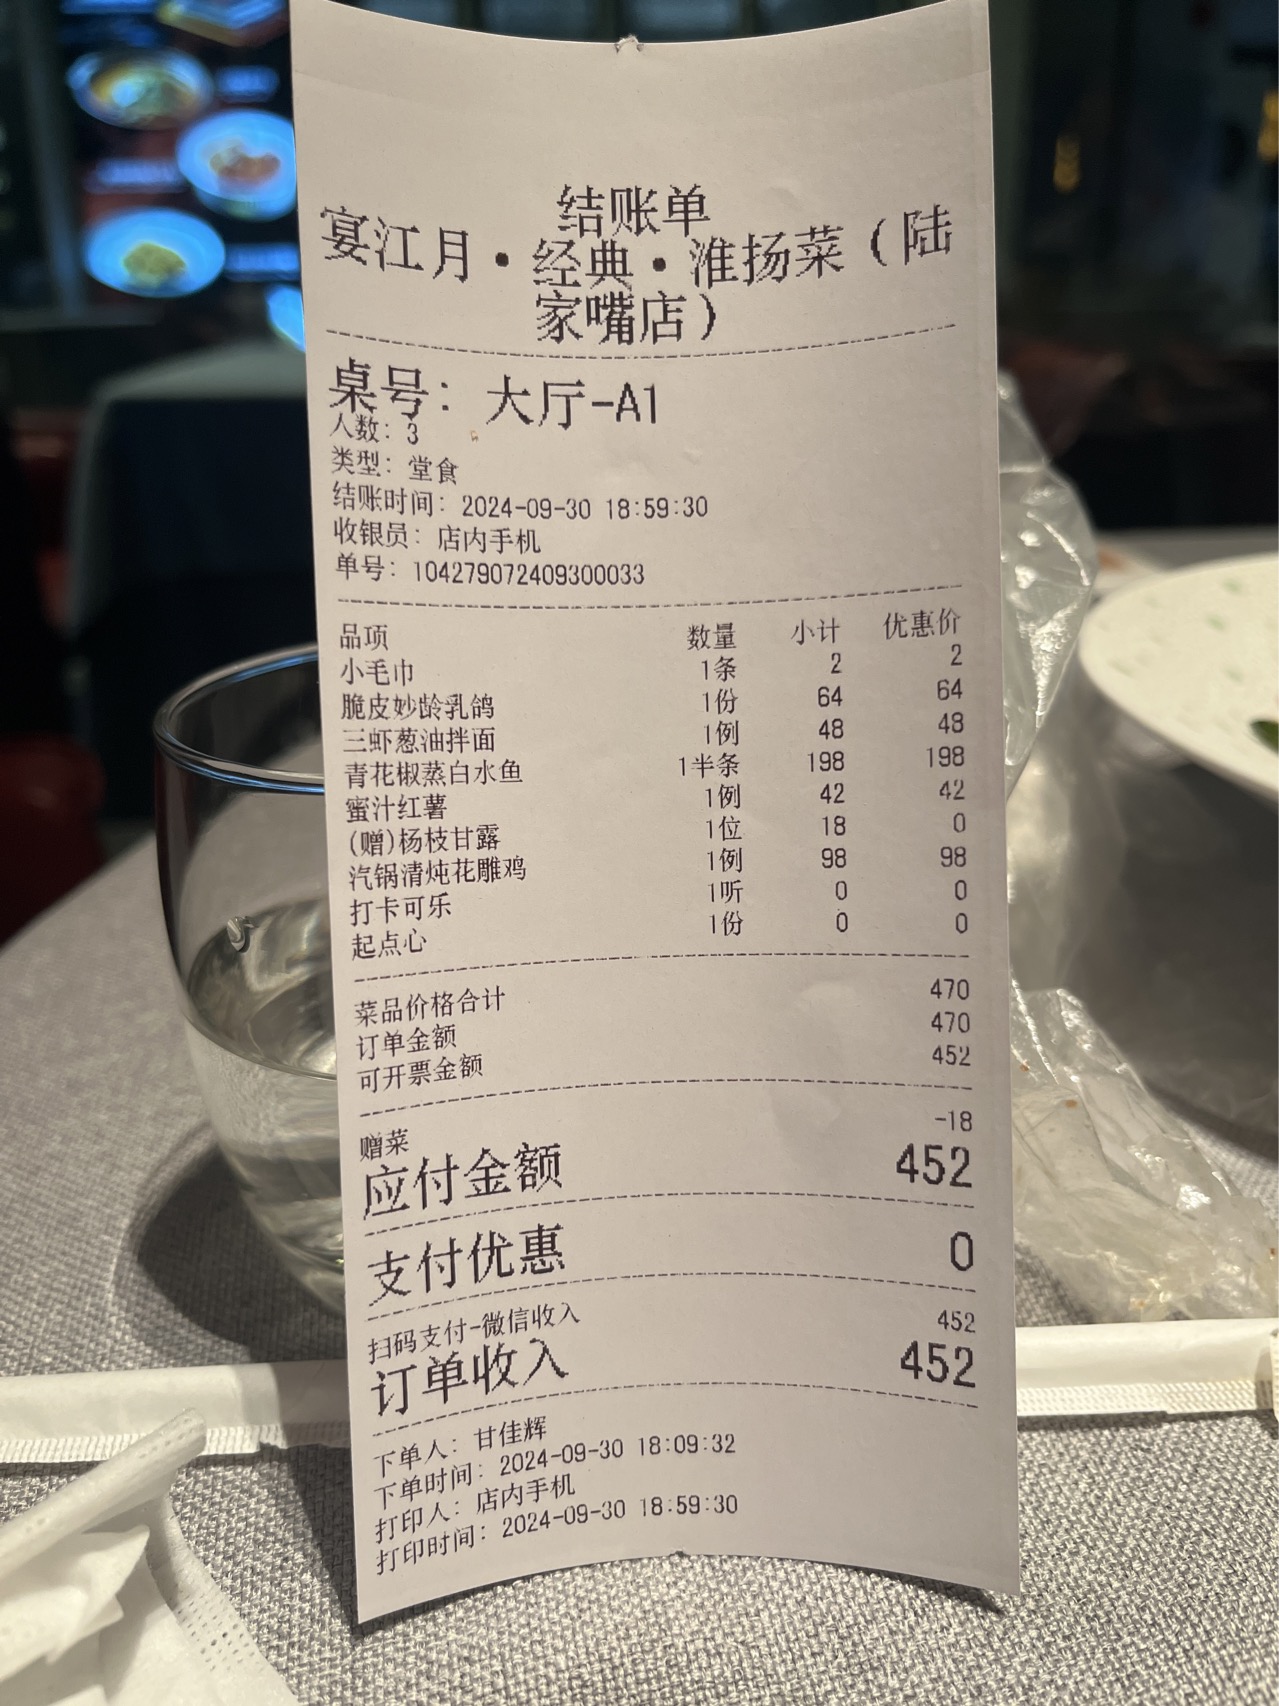 结账单
宴江月·经典·淮扬菜(陆
家嘴店)
桌号: 大厅-A1
人数: 3
类型: 堂食
结账时间: 2024-09-30 18:59:30
收银员: 店内手机
单号: 104279072409300033
品项 数量 小计 优惠价
小毛巾 1条 2 2
脆皮妙龄乳鸽 1份 64 64
三虾葱油拌面 1例 48 48
青花椒蒸白水鱼 1半条 198 198
蜜汁红薯 1例 42 42
(赠)杨枝甘露 1位 18 0
汽锅清炖花雕鸡 1例 98 98
打卡可乐 1听 0 0
起点心 1份 0 0
菜品价格合计 470
订单金额 470
可开票金额 452
赠菜 -18
应付金额 452
支付优惠 0
扫码支付-微信收入 452
订单收入 452
下单人: 甘佳辉
下单时间: 2024-09-30 18:09:32
打印人: 店内手机
打印时间: 2024-09-30 18:59:30